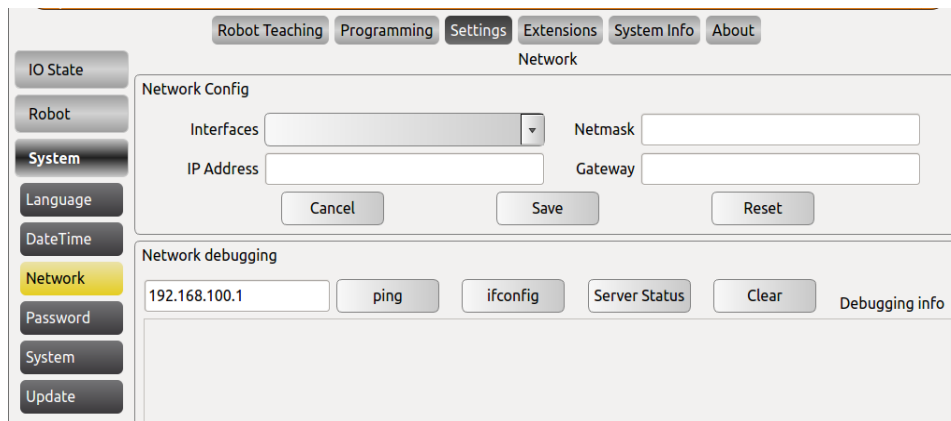 Robot Teaching Programming Settings Extensions System Info About
Network
IO State
Robot
System
Language
DateTime
Network
Password
System
Update
Network Config
Interfaces Netmask
IP Address Gateway
Cancel Save Reset
Network debugging
192.168.100.1 ping ifconfig Server Status Clear Debugging info